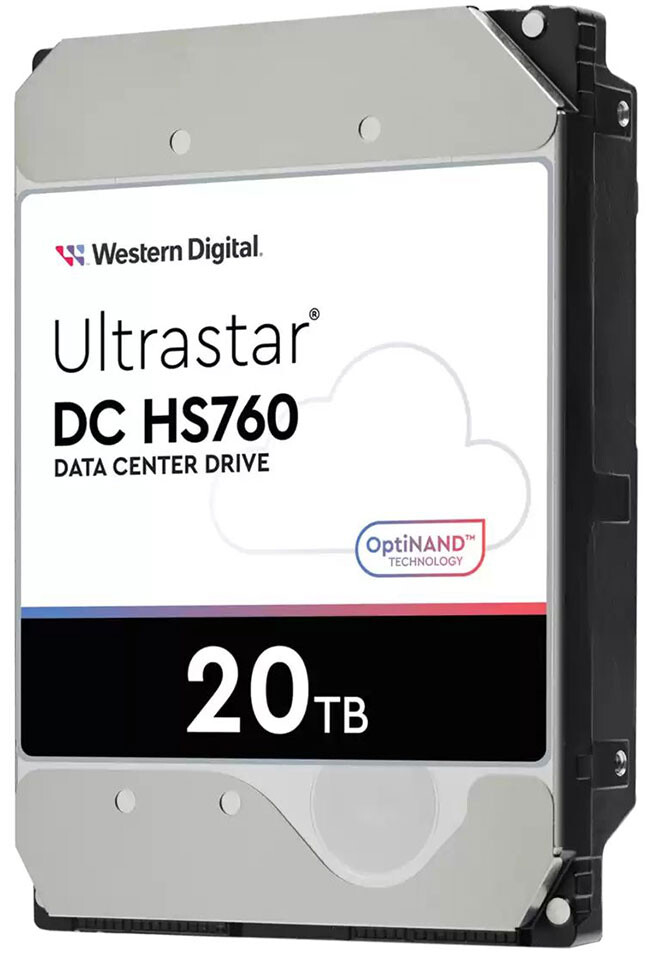 Western Digital.
Ultrastar®
DC HS760
DATA CENTER DRIVE
OptiNAND™
TECHNOLOGY
20TB